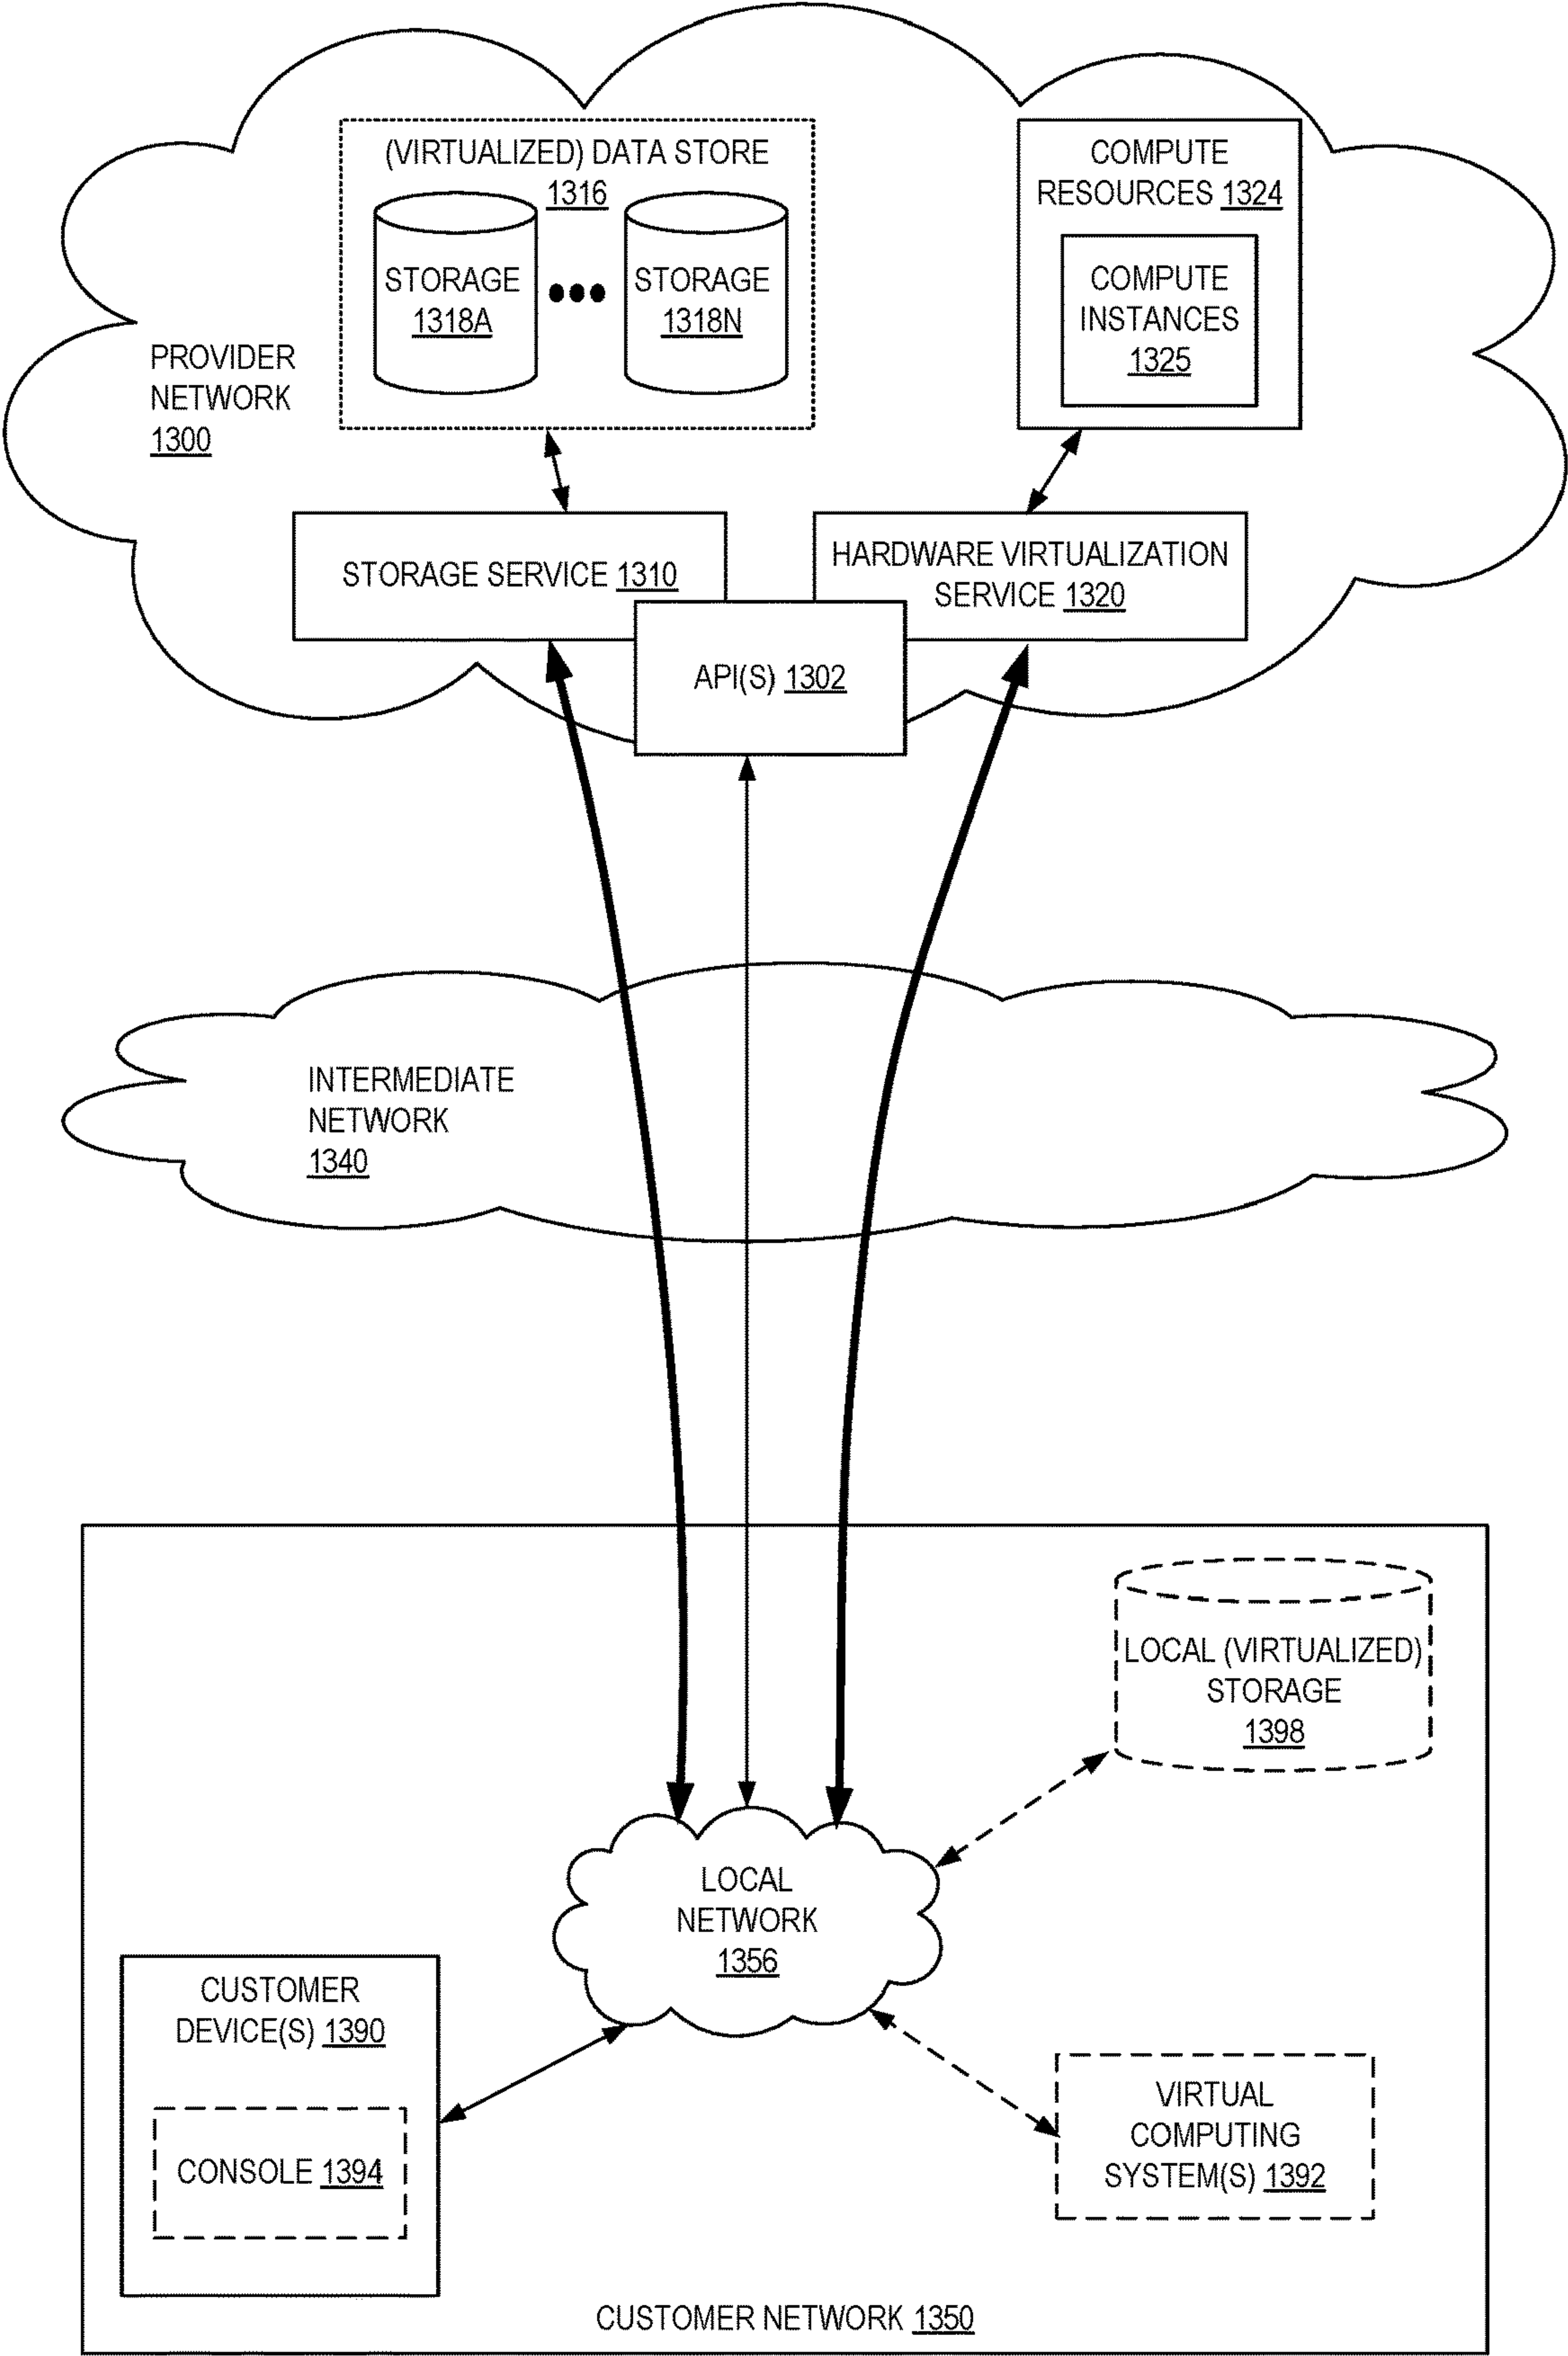 (VIRTUALIZED) DATA STORE
1316
STORAGE
1318A
STORAGE
1318N
COMPUTE
RESOURCES 1324
COMPUTE
INSTANCES
1325
PROVIDER
NETWORK
1300
STORAGE SERVICE 1310
HARDWARE VIRTUALIZATION
SERVICE 1320
API(S) 1302
INTERMEDIATE
NETWORK
1340
LOCAL (VIRTUALIZED)
STORAGE
1398
LOCAL
NETWORK
1356
CUSTOMER
DEVICE(S) 1390
CONSOLE 1394
VIRTUAL
COMPUTING
SYSTEM(S) 1392
CUSTOMER NETWORK 1350